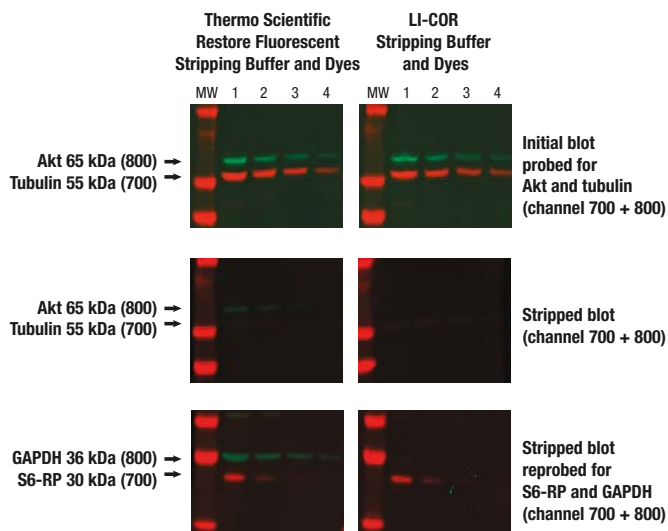 Thermo Scientific
Restore Fluorescent
Stripping Buffer and Dyes
LI-COR
Stripping Buffer
and Dyes
MW 1 2 3 4
MW 1 2 3 4
Akt 65 kDa (800)
Tubulin 55 kDa (700)
Initial blot
probed for
Akt and tubulin
(channel 700 + 800)
Akt 65 kDa (800)
Tubulin 55 kDa (700)
Stripped blot
(channel 700 + 800)
GAPDH 36 kDa (800)
S6-RP 30 kDa (700)
Stripped blot
reprobed for
S6-RP and GAPDH
(channel 700 + 800)